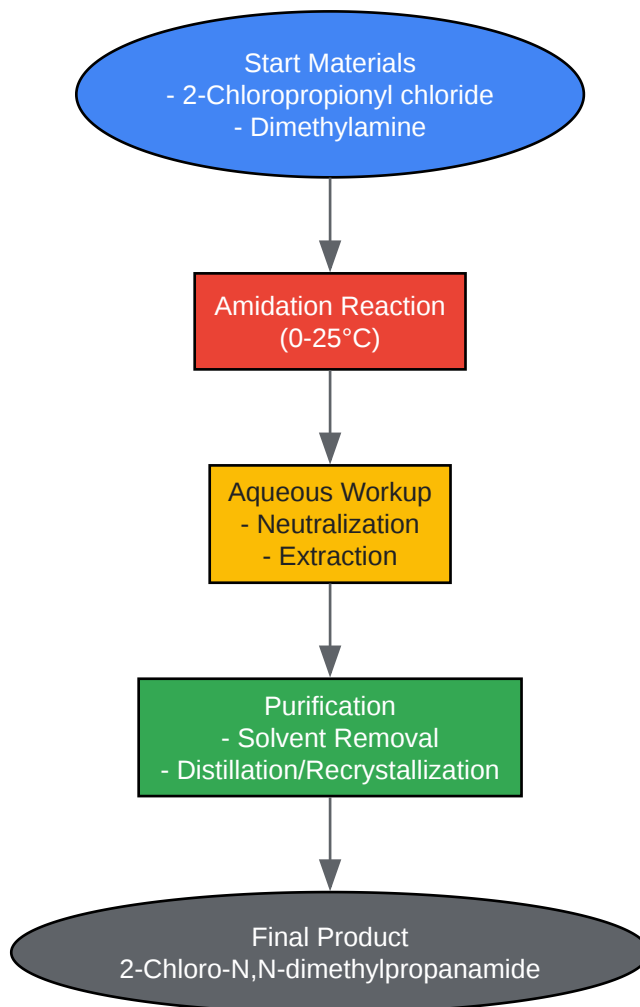 Start Materials
- 2-Chloropropionyl chloride
- Dimethylamine
Amidation Reaction
(0-25°C)
Aqueous Workup
- Neutralization
- Extraction
Purification
- Solvent Removal
- Distillation/Recrystallization
Final Product
2-Chloro-N,N-dimethylpropanamide